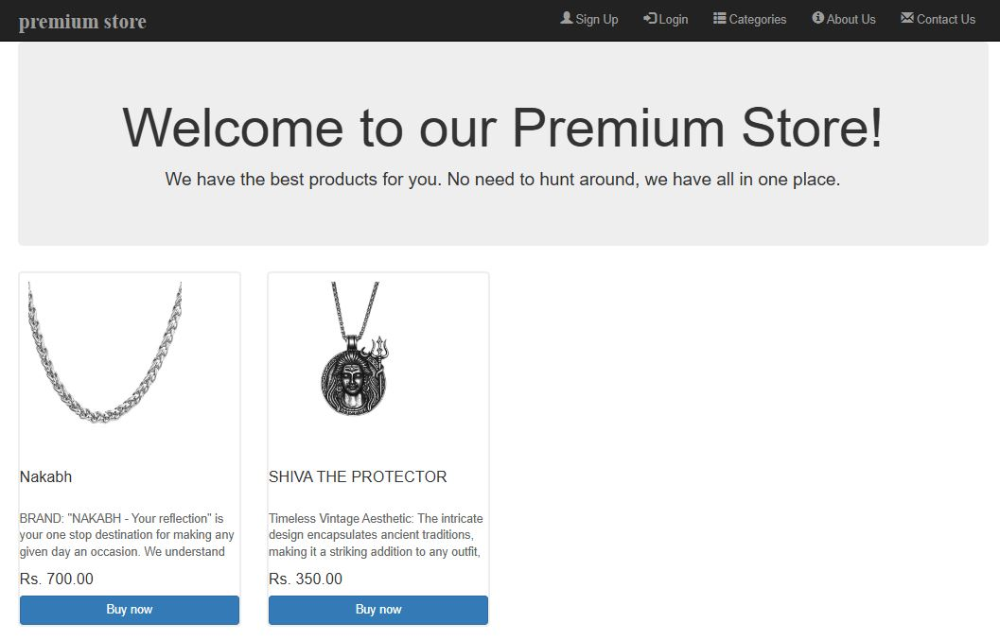 premium store
Sign Up
Login
Categories
About Us
Contact Us
Welcome to our Premium Store!
We have the best products for you. No need to hunt around, we have all in one place.
Nakabh
BRAND: "NAKABH - Your reflection" is
your one stop destination for making any
given day an occasion. We understand
Rs. 700.00
Buy now
SHIVA THE PROTECTOR
Timeless Vintage Aesthetic: The intricate
design encapsulates ancient traditions,
making it a striking addition to any outfit,
Rs. 350.00
Buy now